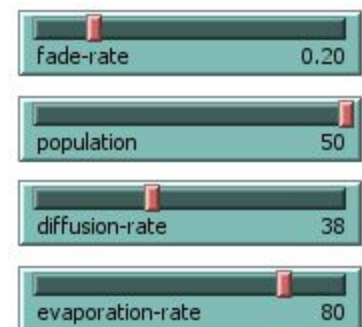 fade-rate 0.20
population 50
diffusion-rate 38
evaporation-rate 80